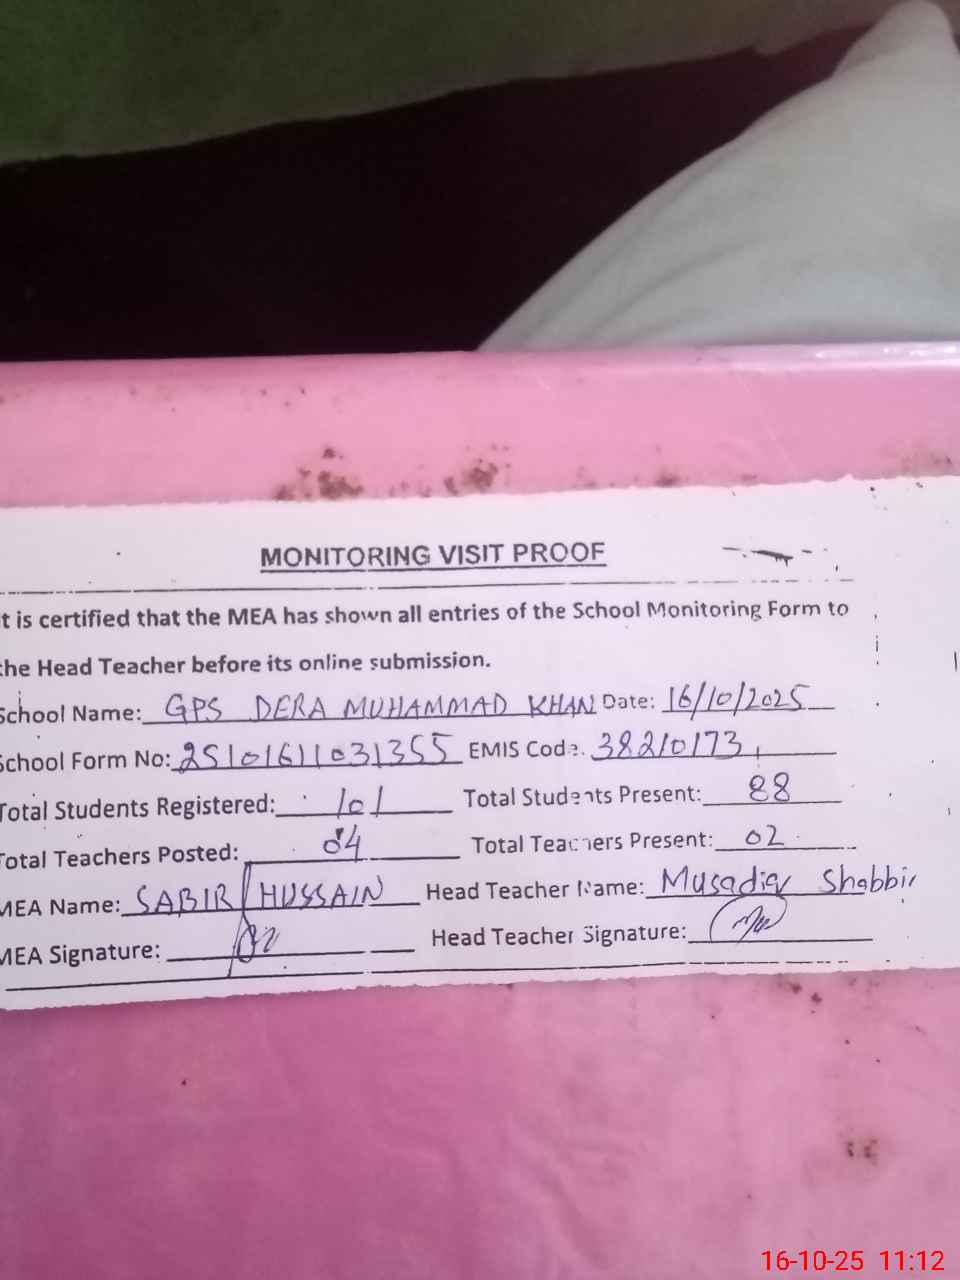 MONITORING VISIT PROOF
t is certified that the MEA has shown all entries of the School Monitoring Form to
the Head Teacher before its online submission.
School Name: GPS DERA MUHAMMAD KHAN Date: 16/10/2025
School Form No: 25101611031355 EMIS Code. 38210173
Total Students Registered: 101 Total Students Present: 88
Total Teachers Posted: 04 Total Teachers Present: 02
MEA Name: SABIR HUSSAIN Head Teacher Name: Musadiq Shabbir
MEA Signature: Head Teacher Signature:
16-10-25 11:12